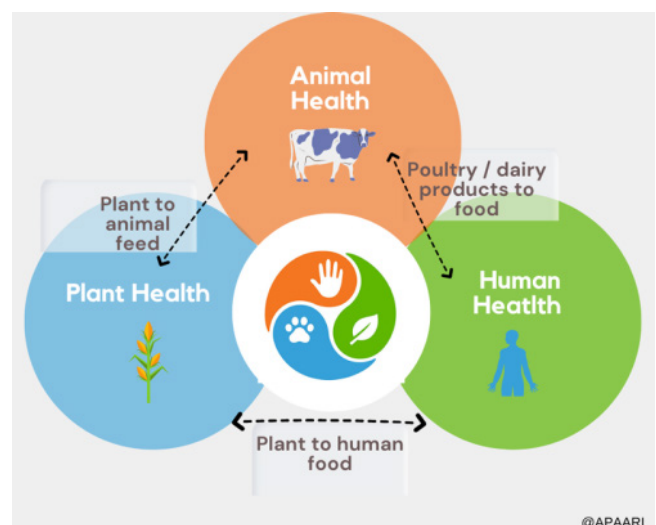 Animal
Health
Poultry / dairy
products to
food
Plant to
animal
feed
Plant Health
Human
Heatlth
Plant to human
food
@APAARI